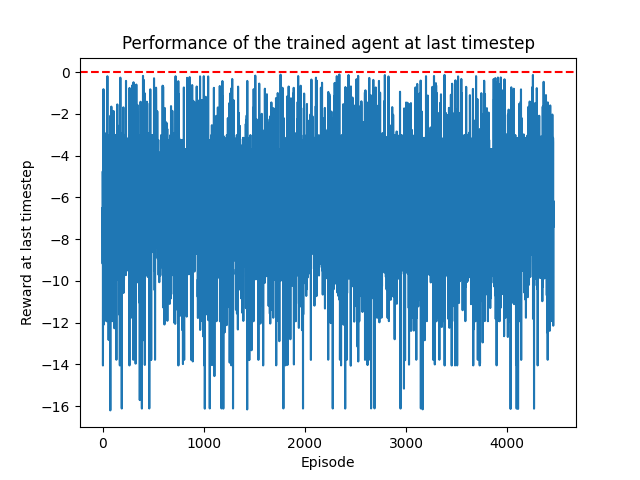 Performance of the trained agent at last timestep
0
−2
−4
−6
−8
−10
−12
−14
−16
Reward at last timestep
0 1000 2000 3000 4000
Episode